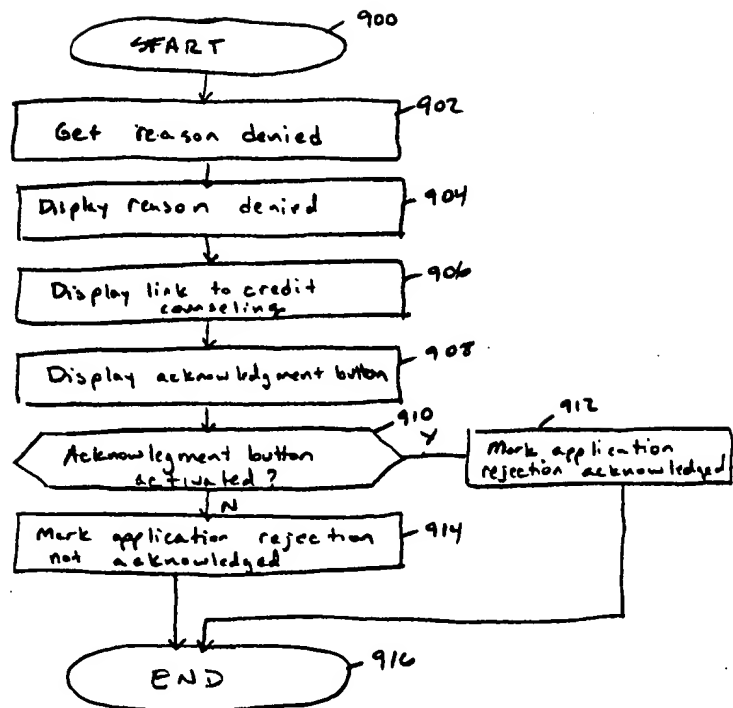 900
START
902
Get reason denied
904
Display reason denied
906
Display link to credit
counseling
908
Display acknowledgment button
910
Acknowlegment button
activated?
Y
912
Mark application
rejection acknowledged
N
914
Mark application rejection
not acknowledged
END
916